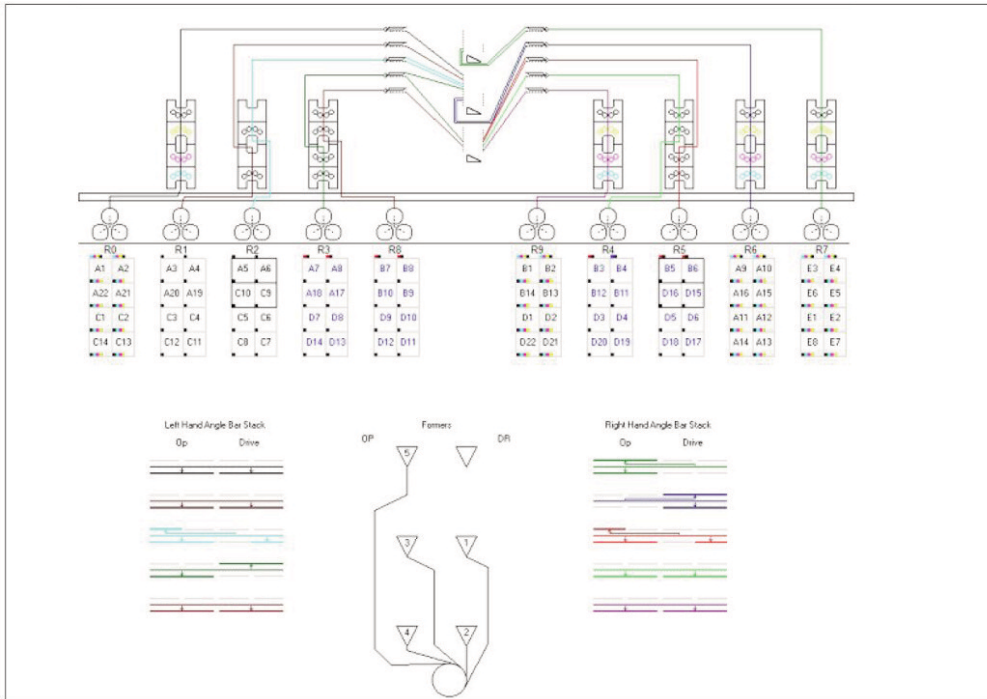 R0 R1 R2 R3 R8 R9 R4 R5 R6 R7
A1 A2 A3 A4 A5 A6 A7 A8 B7 B8 B1 B2 B3 B4 B5 B6 A9 A10 E3 E4
A22 A21 A20 A19 C10 C9 A18 A17 B10 B9 B14 B13 B12 B11 D16 D15 A16 A15 E6 E5
C1 C2 C3 C4 C5 C6 D7 D8 D9 D10 D1 D2 D3 D4 D5 D6 A11 A12 E1 E2
C14 C13 C12 C11 C8 C7 D14 D13 D12 D11 D22 D21 D20 D19 D18 D17 A14 A13 E8 E7
Left Hand Angle Bar Stack Formers Right Hand Angle Bar Stack
Op Drive OP DR Op Drive
5
3 1
4 2